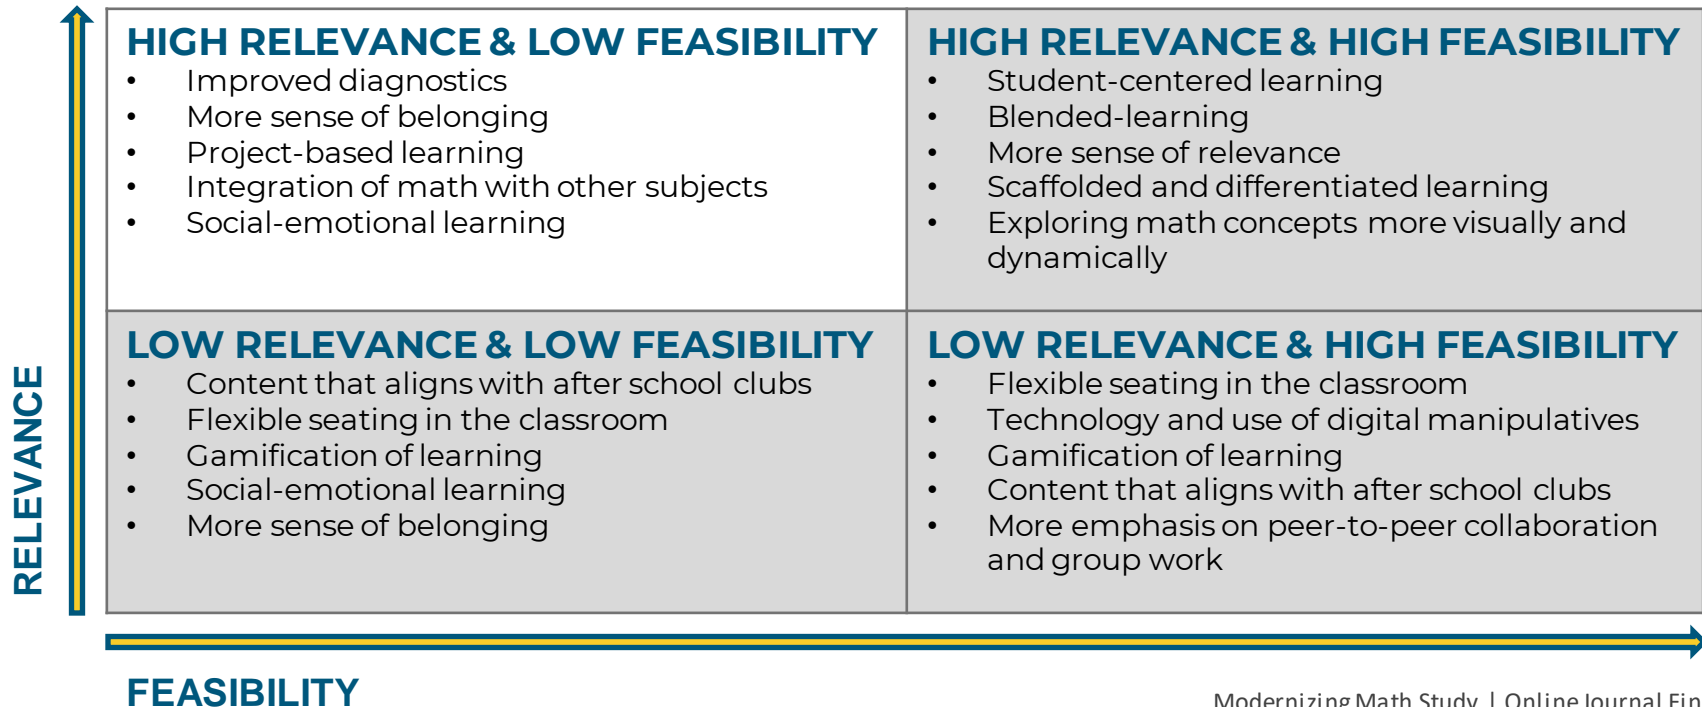 HIGH RELEVANCE & LOW FEASIBILITY
• Improved diagnostics
• More sense of belonging
• Project-based learning
• Integration of math with other subjects
• Social-emotional learning
HIGH RELEVANCE & HIGH FEASIBILITY
• Student-centered learning
• Blended-learning
• More sense of relevance
• Scaffolded and differentiated learning
• Exploring math concepts more visually and
dynamically
RELEVANCE
LOW RELEVANCE & LOW FEASIBILITY
• Content that aligns with after school clubs
• Flexible seating in the classroom
• Gamification of learning
• Social-emotional learning
• More sense of belonging
LOW RELEVANCE & HIGH FEASIBILITY
• Flexible seating in the classroom
• Technology and use of digital manipulatives
• Gamification of learning
• Content that aligns with after school clubs
• More emphasis on peer-to-peer collaboration
and group work
FEASIBILITY
Modernizing Math Study | Online Journal